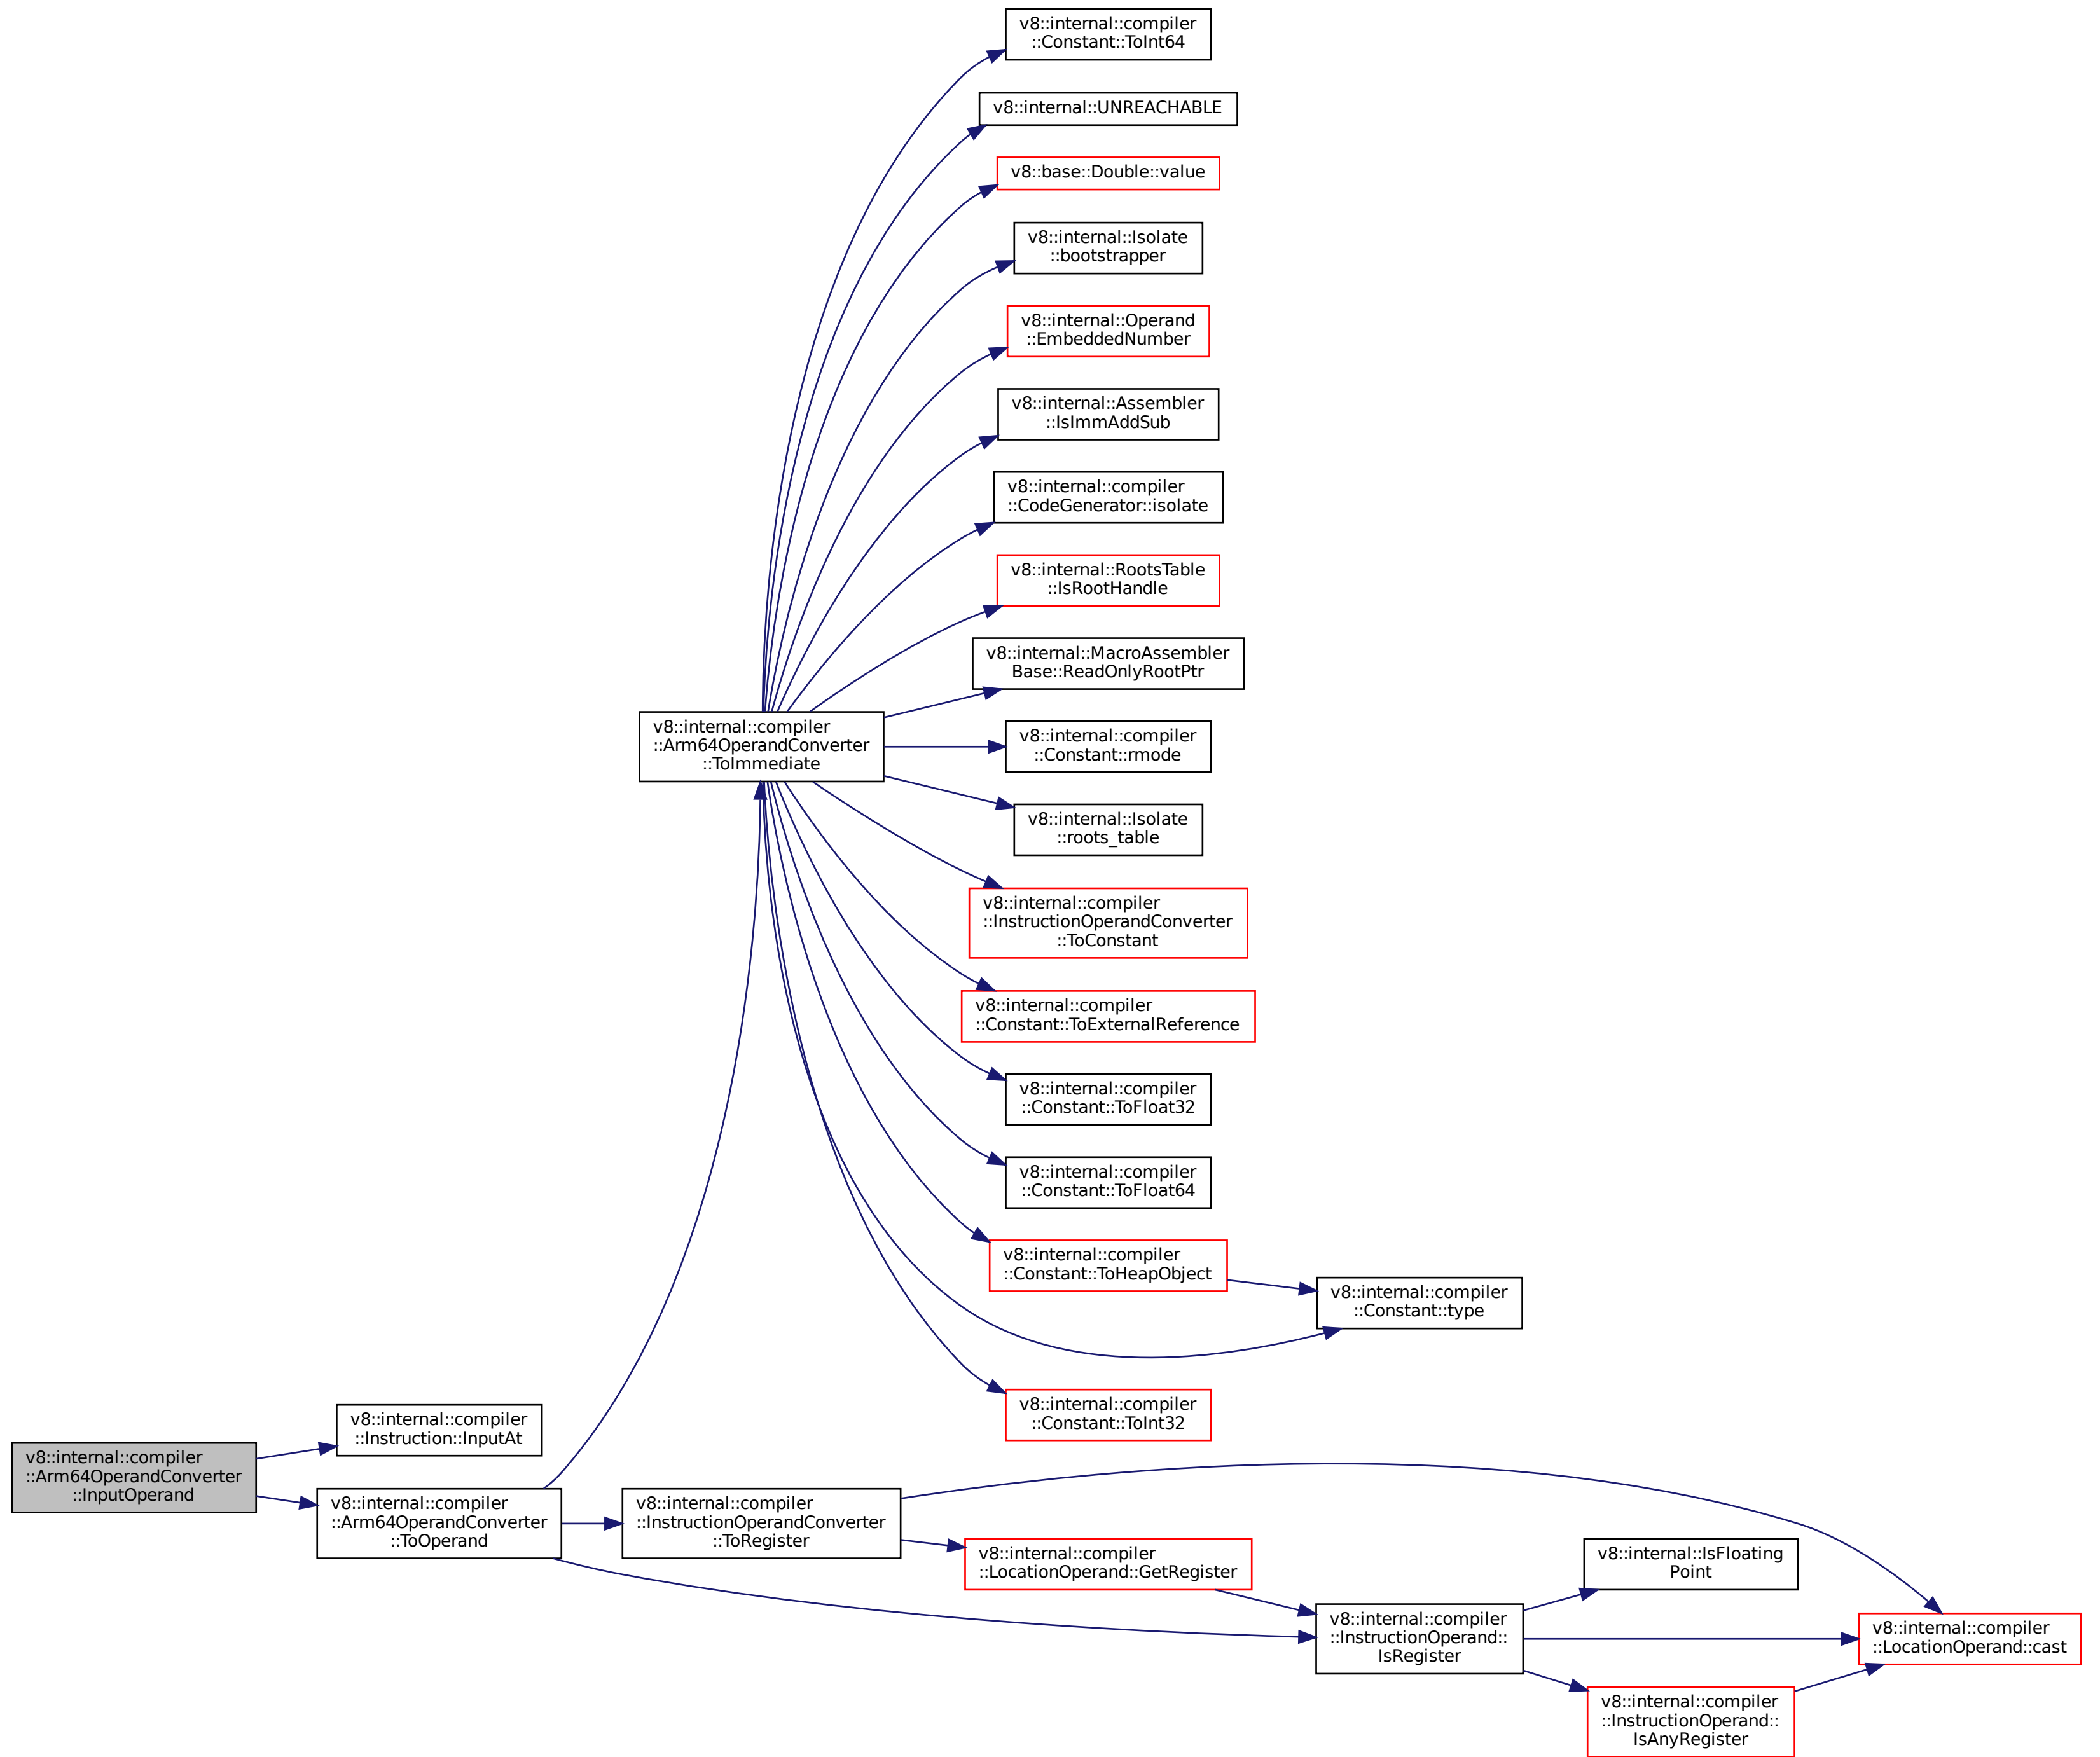 v8::internal::compiler
::Constant::ToInt64
v8::internal::UNREACHABLE
v8::base::Double::value
v8::internal::Isolate
::bootstrapper
v8::internal::Operand
::EmbeddedNumber
v8::internal::Assembler
::IsImmAddSub
v8::internal::compiler
::CodeGenerator::isolate
v8::internal::RootsTable
::IsRootHandle
v8::internal::MacroAssembler
Base::ReadOnlyRootPtr
v8::internal::compiler
::Arm64OperandConverter
::ToImmediate
v8::internal::compiler
::Constant::rmode
v8::internal::Isolate
::roots_table
v8::internal::compiler
::InstructionOperandConverter
::ToConstant
v8::internal::compiler
::Constant::ToExternalReference
v8::internal::compiler
::Constant::ToFloat32
v8::internal::compiler
::Constant::ToFloat64
v8::internal::compiler
::Constant::ToHeapObject
v8::internal::compiler
::Constant::type
v8::internal::compiler
::Constant::ToInt32
v8::internal::compiler
::Instruction::InputAt
v8::internal::compiler
::Arm64OperandConverter
::InputOperand
v8::internal::compiler
::Arm64OperandConverter
::ToOperand
v8::internal::compiler
::InstructionOperandConverter
::ToRegister
v8::internal::compiler
::LocationOperand::GetRegister
v8::internal::IsFloating
Point
v8::internal::compiler
::InstructionOperand::
IsRegister
v8::internal::compiler
::LocationOperand::cast
v8::internal::compiler
::InstructionOperand::
IsAnyRegister